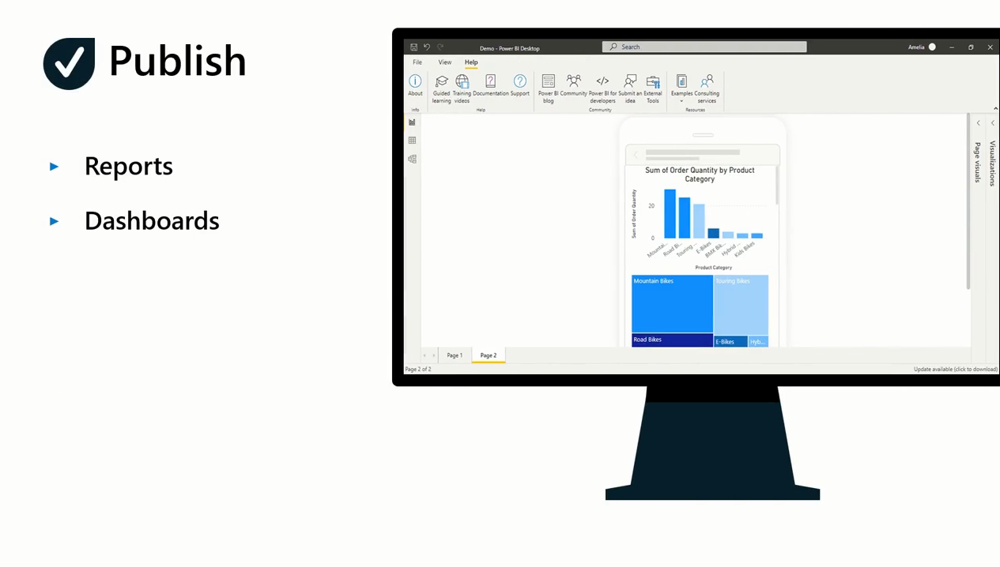 Publish
Reports
Dashboards
Demo - Power BI Desktop
Search
Amelia
File
View
Help
About
Guided learning
Training videos
Documentation
Support
Power BI blog
Community
Power BI for developers
Submit an idea
External Tools
Examples
Consulting services
Info
Help
Community
Resources
Sum of Order Quantity by Product
Category
Sum of Order Quantity
20
0
Mountai...
Road Bi...
Touring ...
E-Bikes
BMX Bik...
Hybrid ...
Kids Bikes
Product Category
Mountain Bikes
Touring Bikes
Road Bikes
E-Bikes
Hyb...
Page visuals
Visualizations
Page 1
Page 2
Page 2 of 2
Update available (click to download)